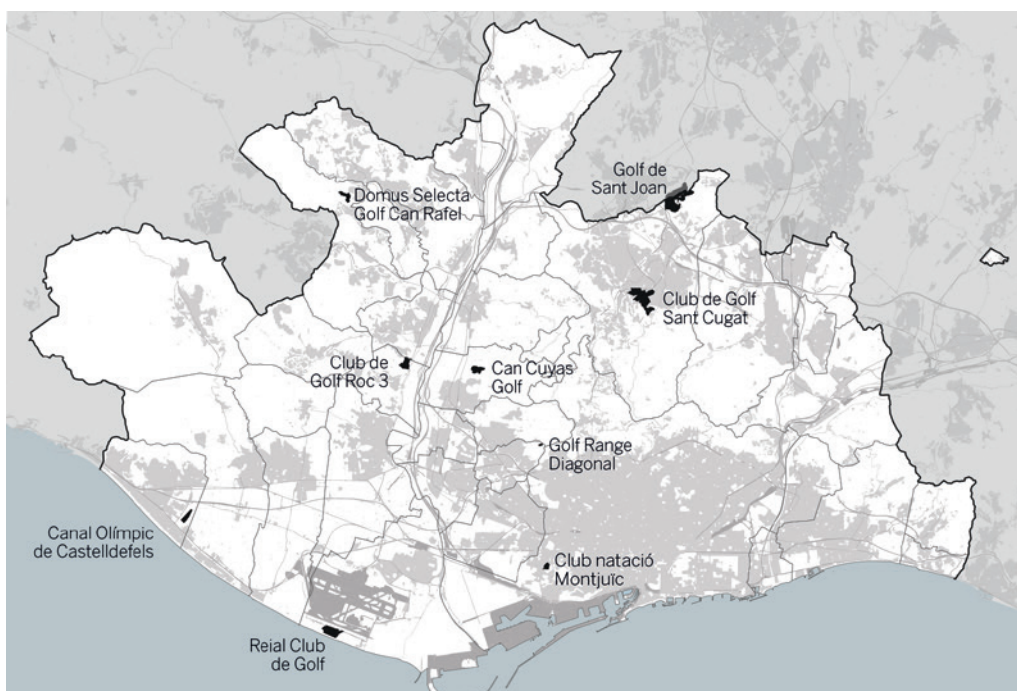 Golf de
Sant Joan
Domus Selecta
Golf Can Rafel
Club de Golf
Sant Cugat
Club de
Golf Roc 3
Can Cuyas
Golf
Golf Range
Diagonal
Canal Olímpic
de Castelldefels
Club natació
Montjuïc
Reial Club
de Golf